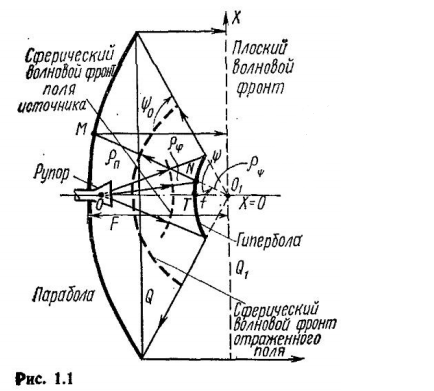 X
Сферический
волновой фронт
поля
источника
Плоский
волновой
фронт
ψ₀
M
ρφ
ρп
N
ψ
ρψ
Рупор
O
T
f
O₁
X=0
F
Гипербола
Q₁
Парабола
Q
Сферический
волновой фронт
отраженного
поля
Рис. 1.1